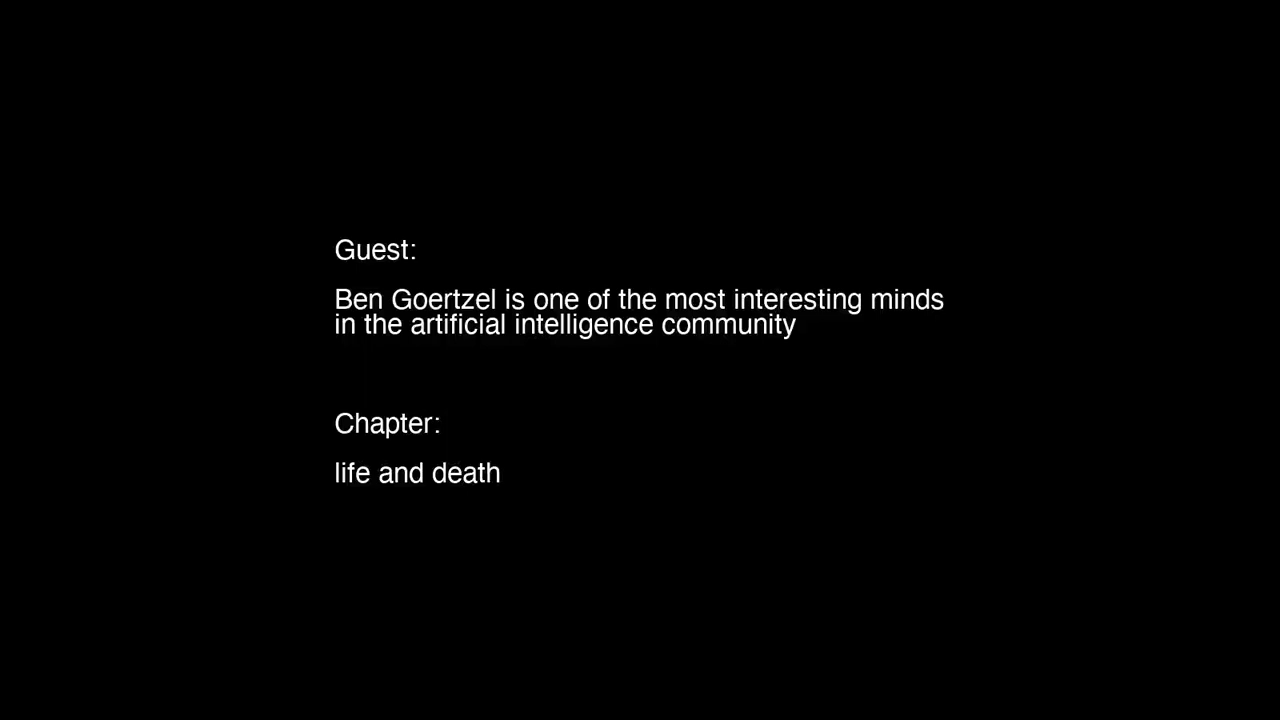 Guest:
Ben Goertzel is one of the most interesting minds
in the artificial intelligence community
Chapter:
life and death